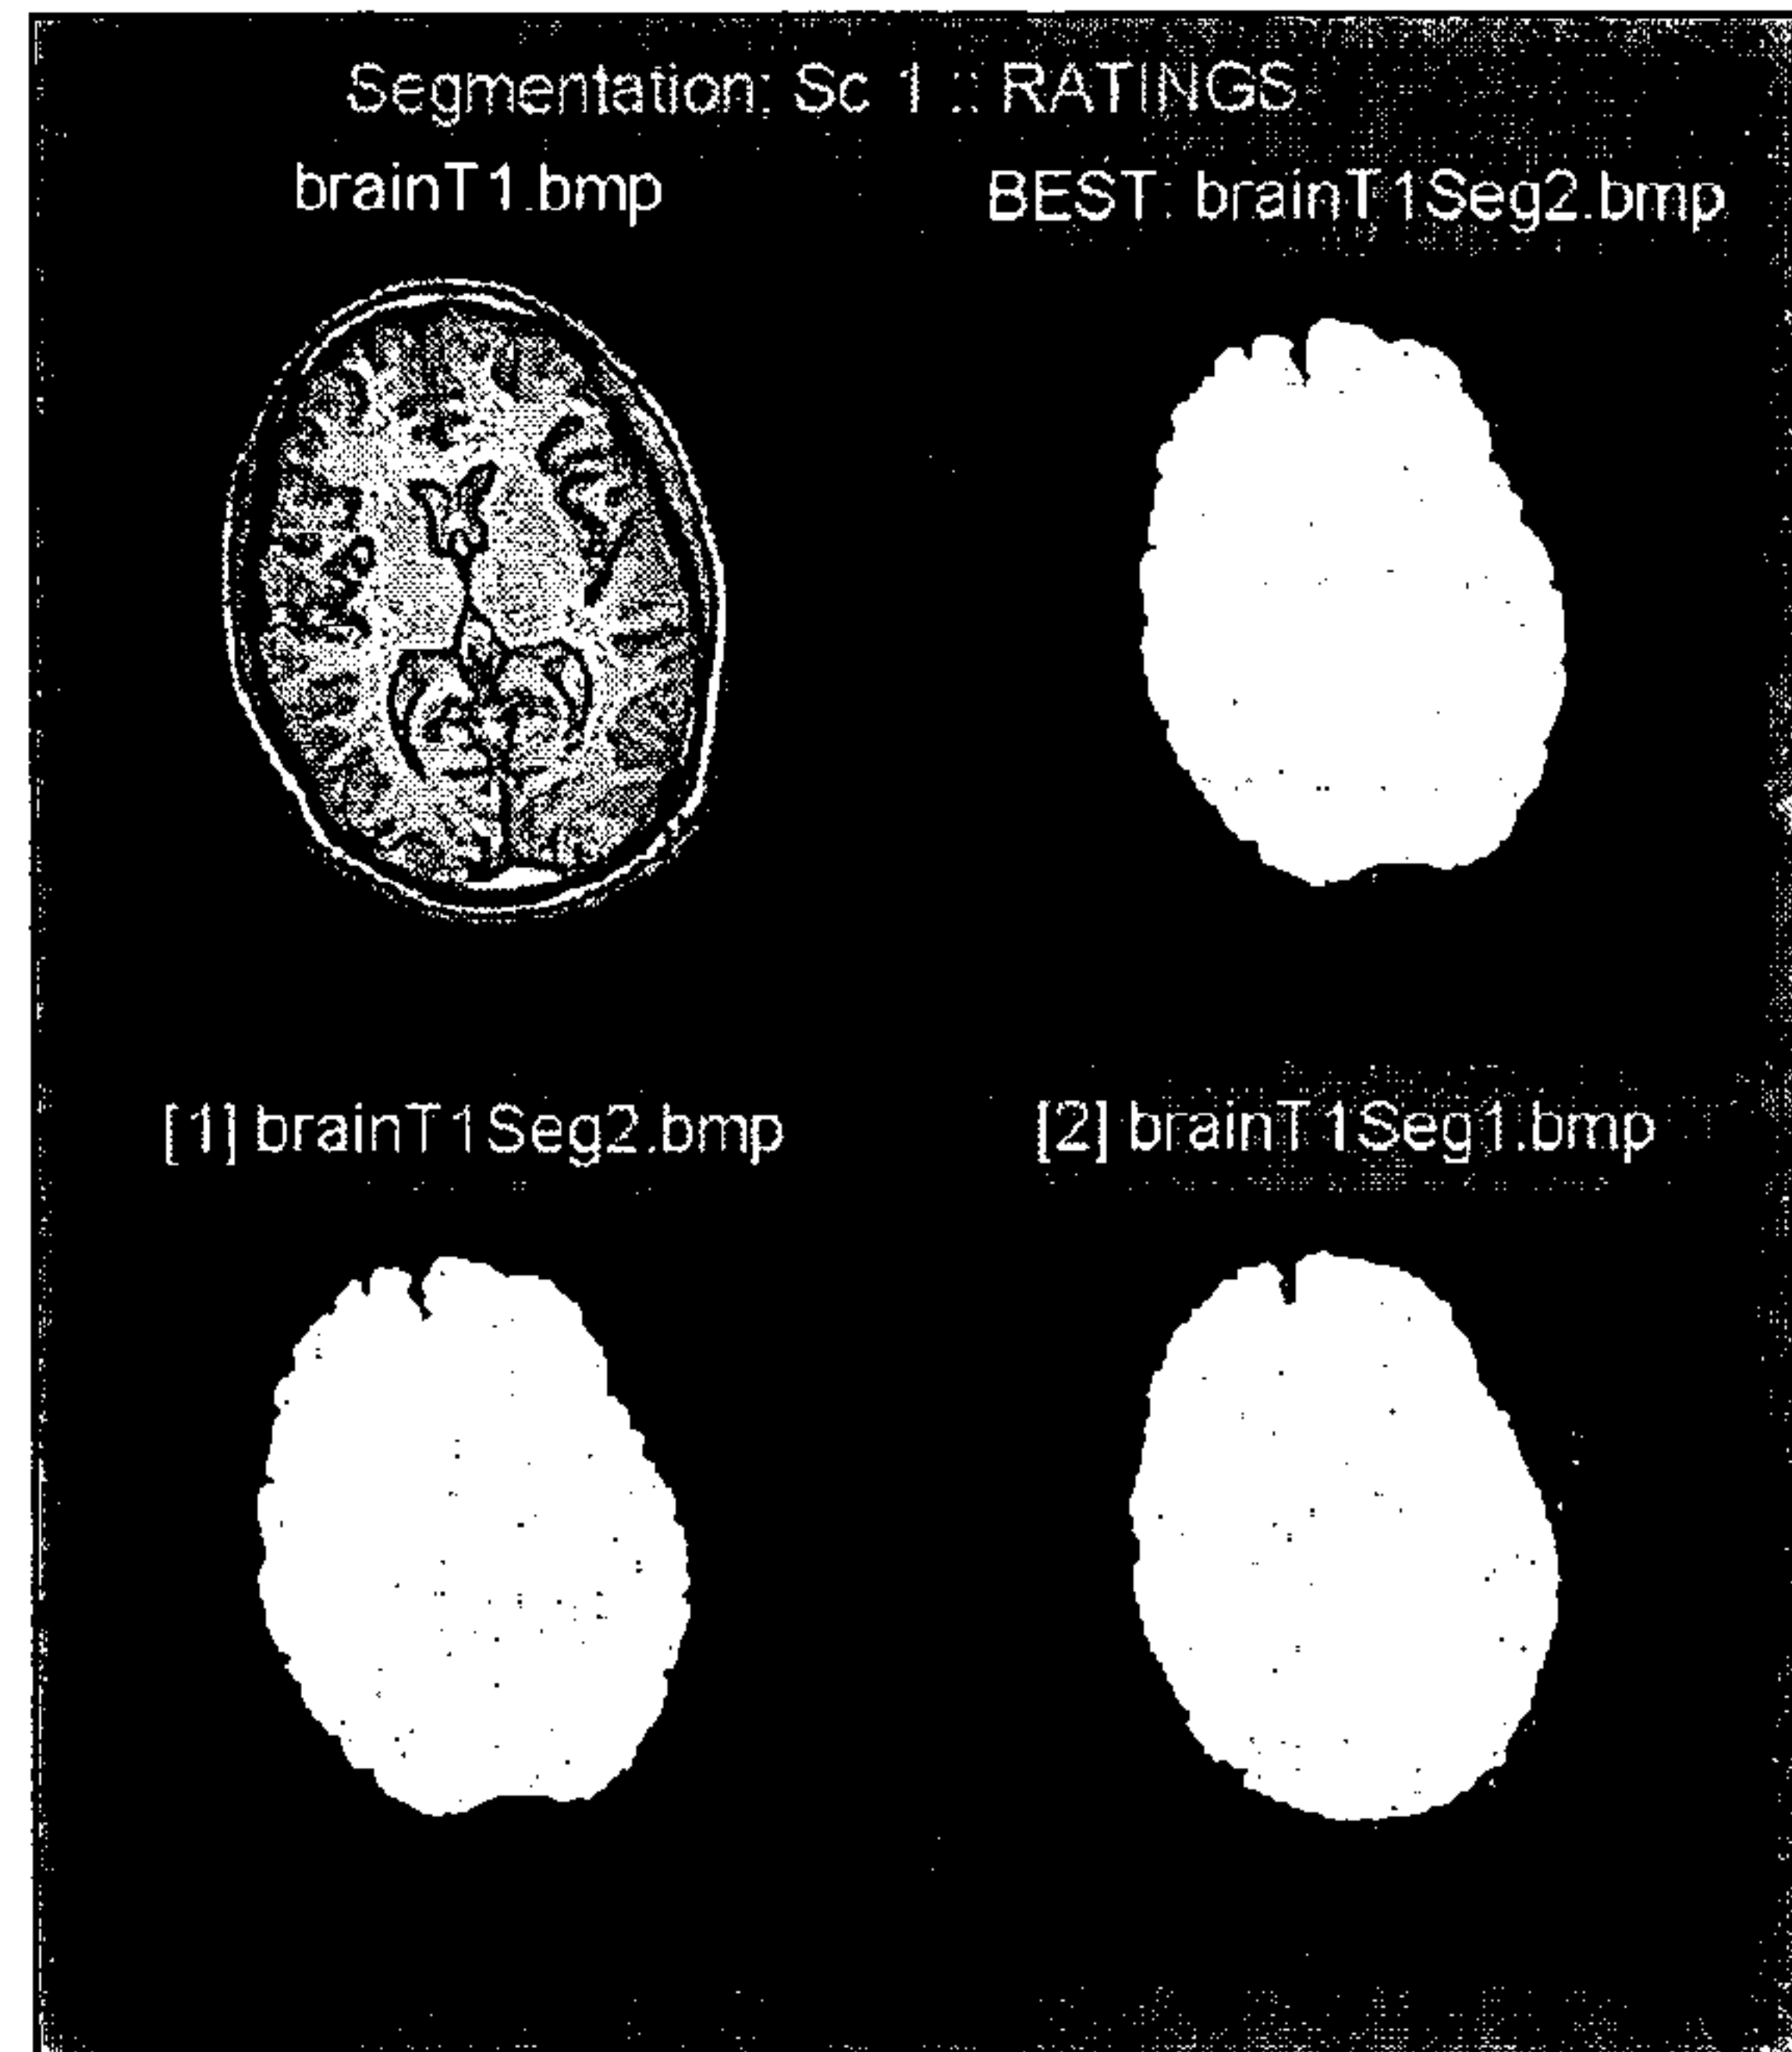 Segmentation: Sc 1 :: RATINGS
brainT1.bmp
BEST: brainT1Seg2.bmp
[1] brainT1Seg2.bmp
[2] brainT1Seg1.bmp